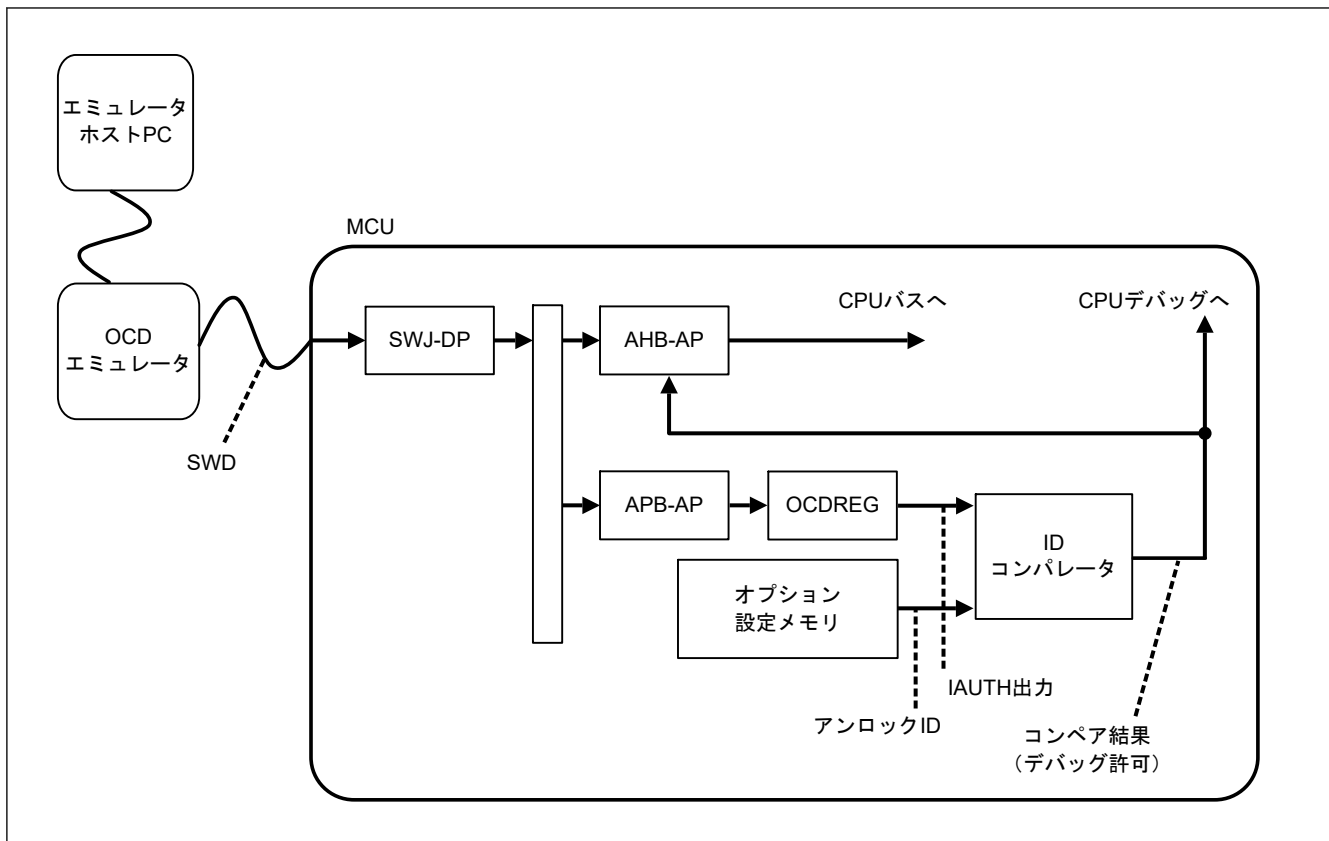 エミュレータ
ホストPC
MCU
OCD
エミュレータ
SWD
SWJ-DP
AHB-AP
CPUバスへ
CPUデバッグへ
APB-AP
OCDREG
ID
コンパレータ
オプション
設定メモリ
IAUTH出力
アンロックID
コンペア結果
（デバッグ許可）